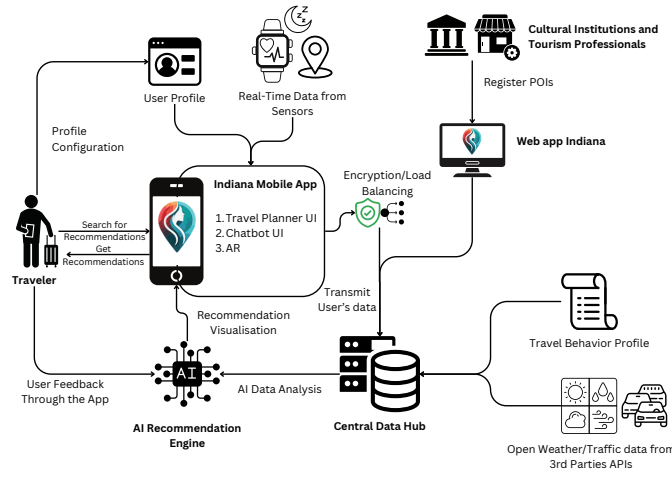 Cultural Institutions and
Tourism Professionals
User Profile
Real-Time Data from
Sensors
Register POIs
Profile
Configuration
Web app Indiana
Indiana Mobile App
Encryption/Load
Balancing
1. Travel Planner UI
2. Chatbot UI
3. AR
Search for
Recommendations
Get
Recommendations
Traveler
Transmit
User's data
Recommendation
Visualisation
Travel Behavior Profile
AI
User Feedback
Through the App
AI Data Analysis
AI Recommendation
Engine
Central Data Hub
Open Weather/Traffic data from
3rd Parties APIs